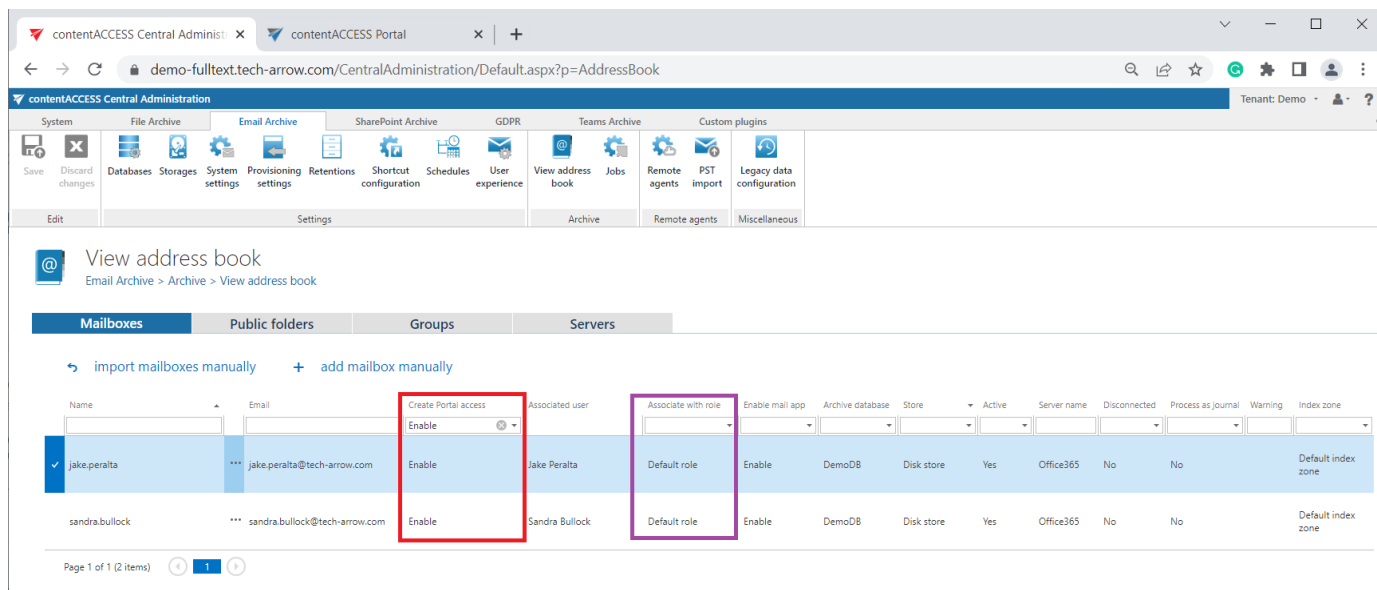 contentACCESS Central Administ
contentACCESS Portal
demo-fulltext.tech-arrow.com/CentralAdministration/Default.aspx?p=AddressBook
G
contentACCESS Central Administration
Tenant: Demo
?
System File Archive Email Archive SharePoint Archive GDPR Teams Archive Custom plugins
Save Discard changes Databases Storages System settings Provisioning settings Retentions Shortcut configuration Schedules User experience View address book Jobs Remote agents PST import Legacy data configuration
Edit Settings Archive Remote agents Miscellaneous
@ View address book
Email Archive > Archive > View address book
Mailboxes Public folders Groups Servers
import mailboxes manually + add mailbox manually
Name Email Create Portal access Associated user Associate with role Enable mail app Archive database Store Active Server name Disconnected Process as journal Warning Index zone
Enable
jake.peralta ··· jake.peralta@tech-arrow.com Enable Jake Peralta Default role Enable DemoDB Disk store Yes Office365 No No Default index zone
sandra.bullock ··· sandra.bullock@tech-arrow.com Enable Sandra Bullock Default role Enable DemoDB Disk store Yes Office365 No No Default index zone
Page 1 of 1 (2 items) 1